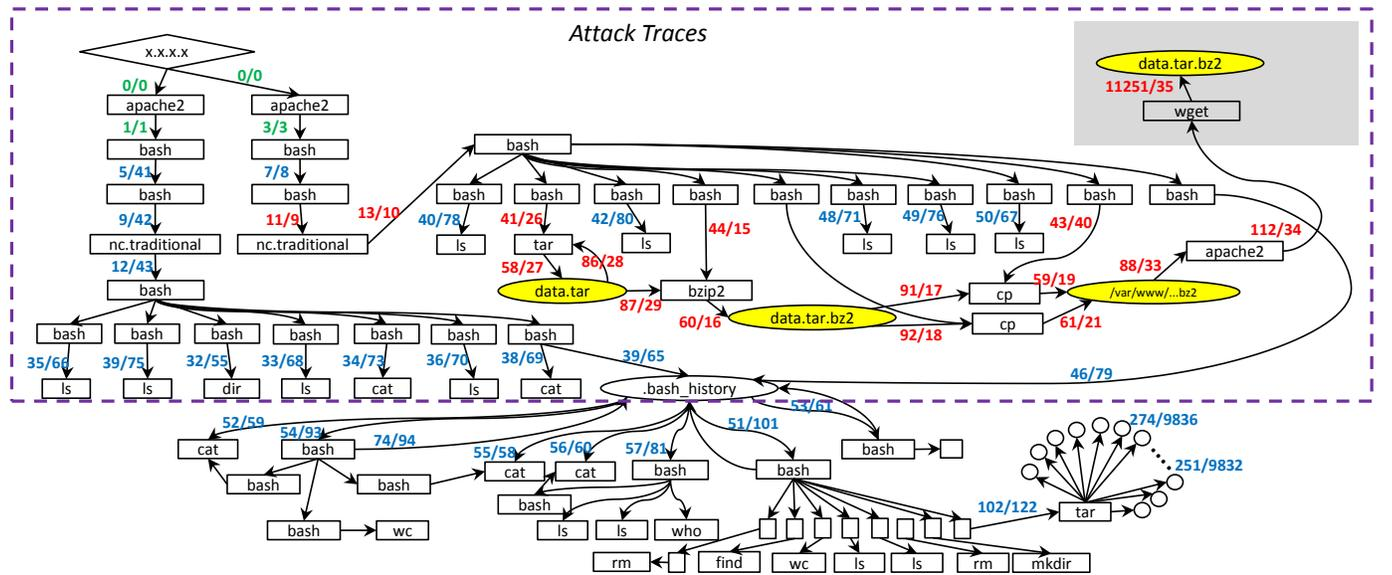 Attack Traces
x.x.x.x
data.tar.bz2
0/0
0/0
11251/35
apache2
apache2
wget
1/1
3/3
bash
bash
bash
5/41
7/8
bash
bash
bash
bash
bash
bash
bash
bash
bash
bash
bash
bash
9/42
11/9
13/10
40/78
41/26
42/80
44/15
48/71
49/76
50/67
43/40
112/34
nc.traditional
nc.traditional
ls
tar
ls
ls
ls
ls
apache2
12/43
58/27
86/28
88/33
59/19
bash
data.tar
87/29
bzip2
91/17
cp
/var/www/...bz2
60/16
data.tar.bz2
92/18
cp
61/21
bash
bash
bash
bash
bash
bash
bash
35/66
39/75
32/55
33/68
34/73
36/70
38/69
39/65
46/79
ls
ls
dir
ls
cat
ls
cat
.bash_history
52/59
54/93
74/94
55/58
56/60
57/81
51/101
53/61
274/9836
cat
bash
cat
cat
bash
bash
bash
251/9832
bash
bash
bash
102/122
tar
bash
wc
ls
ls
who
rm
find
wc
ls
ls
rm
mkdir